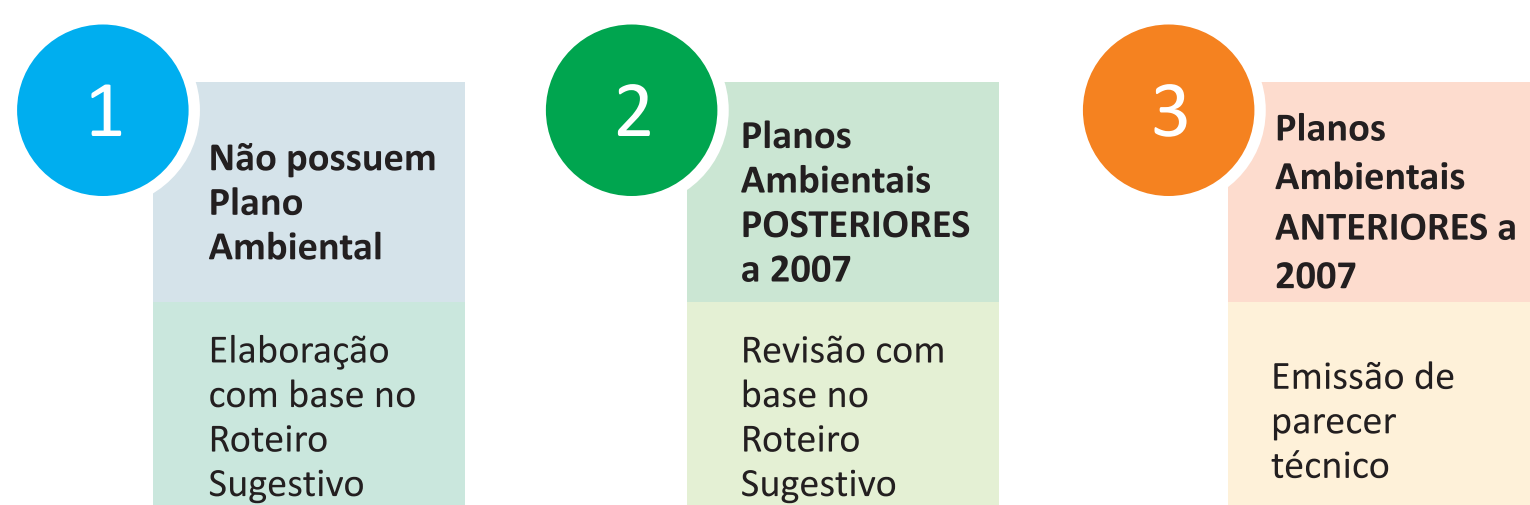 1
Não possuem
Plano
Ambiental
Elaboração
com base no
Roteiro
Sugestivo
2
Planos
Ambientais
POSTERIORES
a 2007
Revisão com
base no
Roteiro
Sugestivo
3
Planos
Ambientais
ANTERIORES a
2007
Emissão de
parecer
técnico